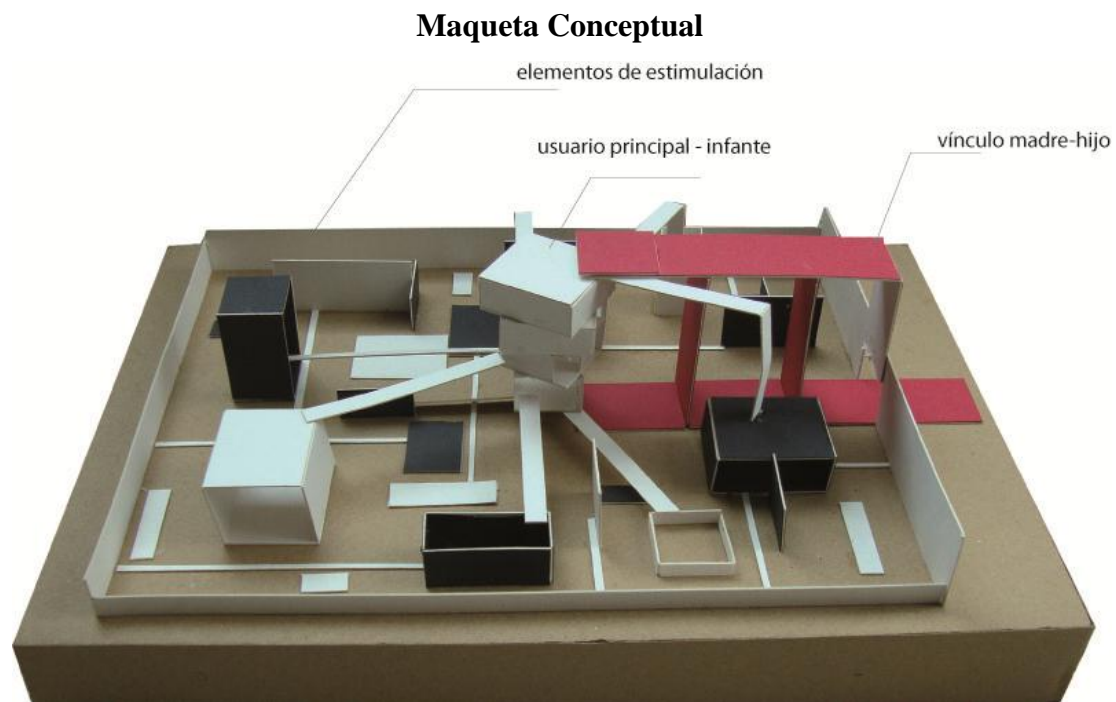 Maqueta Conceptual
elementos de estimulación
usuario principal - infante
vínculo madre-hijo